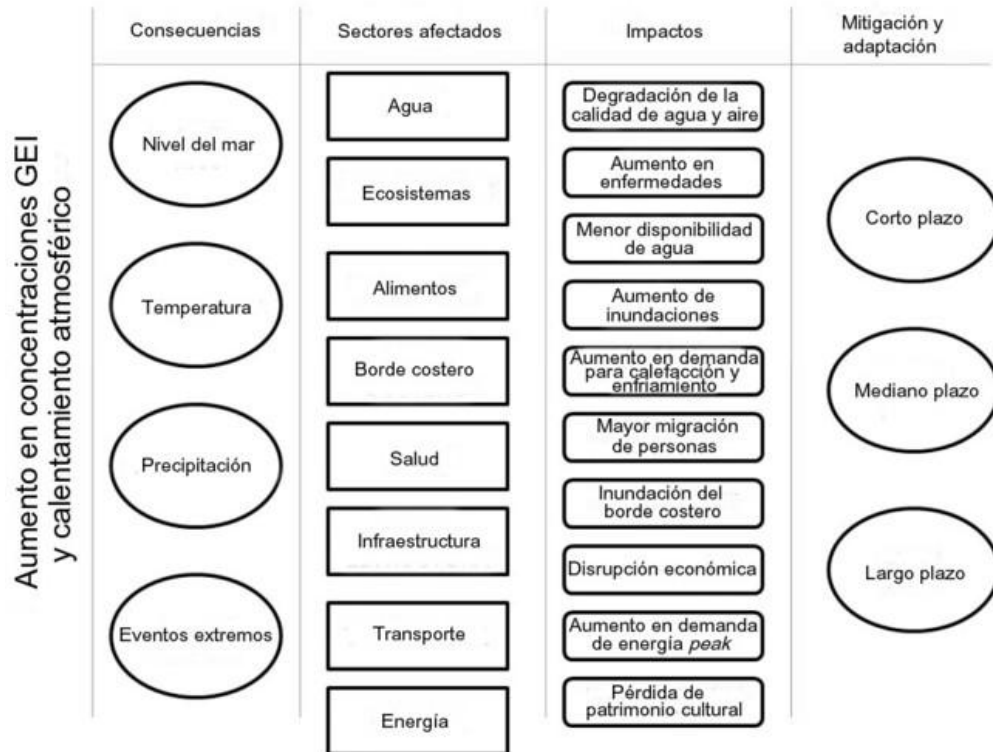 Consecuencias
Sectores afectados
Impactos
Mitigación y
adaptación
Aumento en concentraciones GEI
y calentamiento atmosférico
Nivel del mar
Temperatura
Precipitación
Eventos extremos
Agua
Ecosistemas
Alimentos
Borde costero
Salud
Infraestructura
Transporte
Energía
Degradación de la
calidad de agua y aire
Aumento en
enfermedades
Menor disponibilidad
de agua
Aumento de
inundaciones
Aumento en demanda
para calefacción y
enfriamiento
Mayor migración
de personas
Inundación del
borde costero
Disrupción económica
Aumento en demanda
de energía peak
Pérdida de
patrimonio cultural
Corto plazo
Mediano plazo
Largo plazo